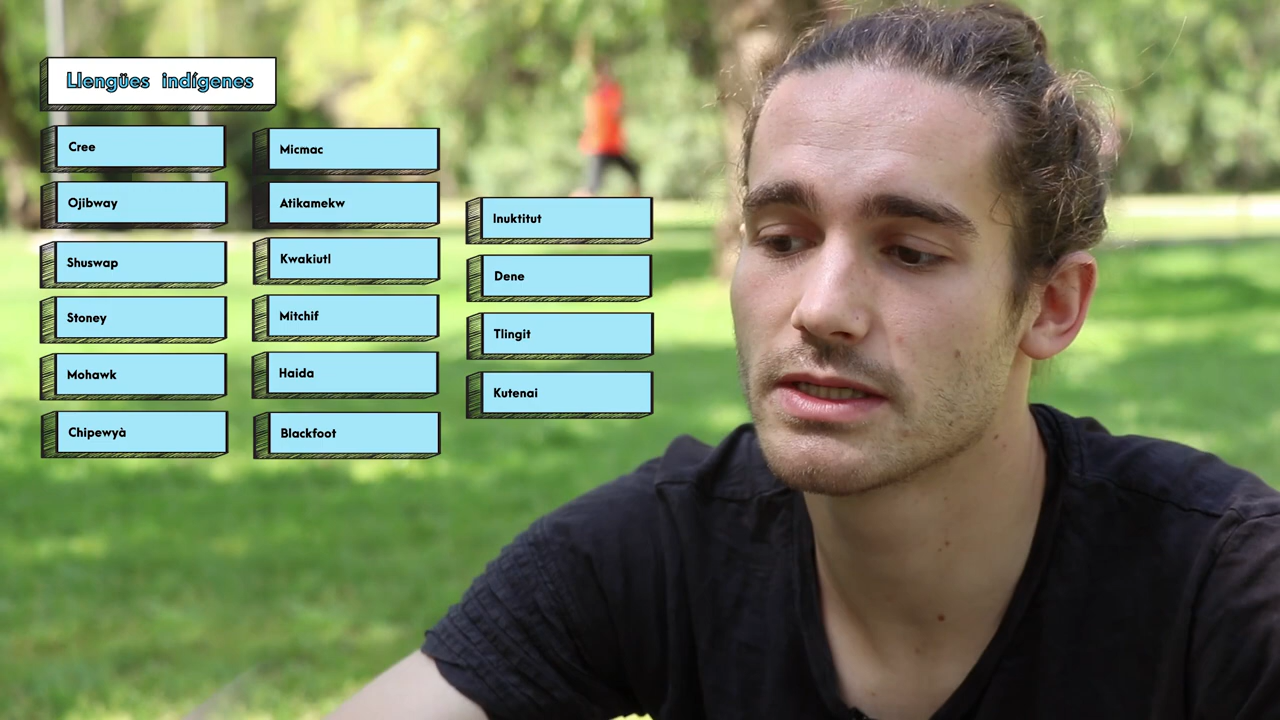 Llengües indígenes
Cree
Ojibway
Shuswap
Stoney
Mohawk
Chipewyà
Micmac
Atikamekw
Kwakiutl
Mitchif
Haida
Blackfoot
Inuktitut
Dene
Tlingit
Kutenai